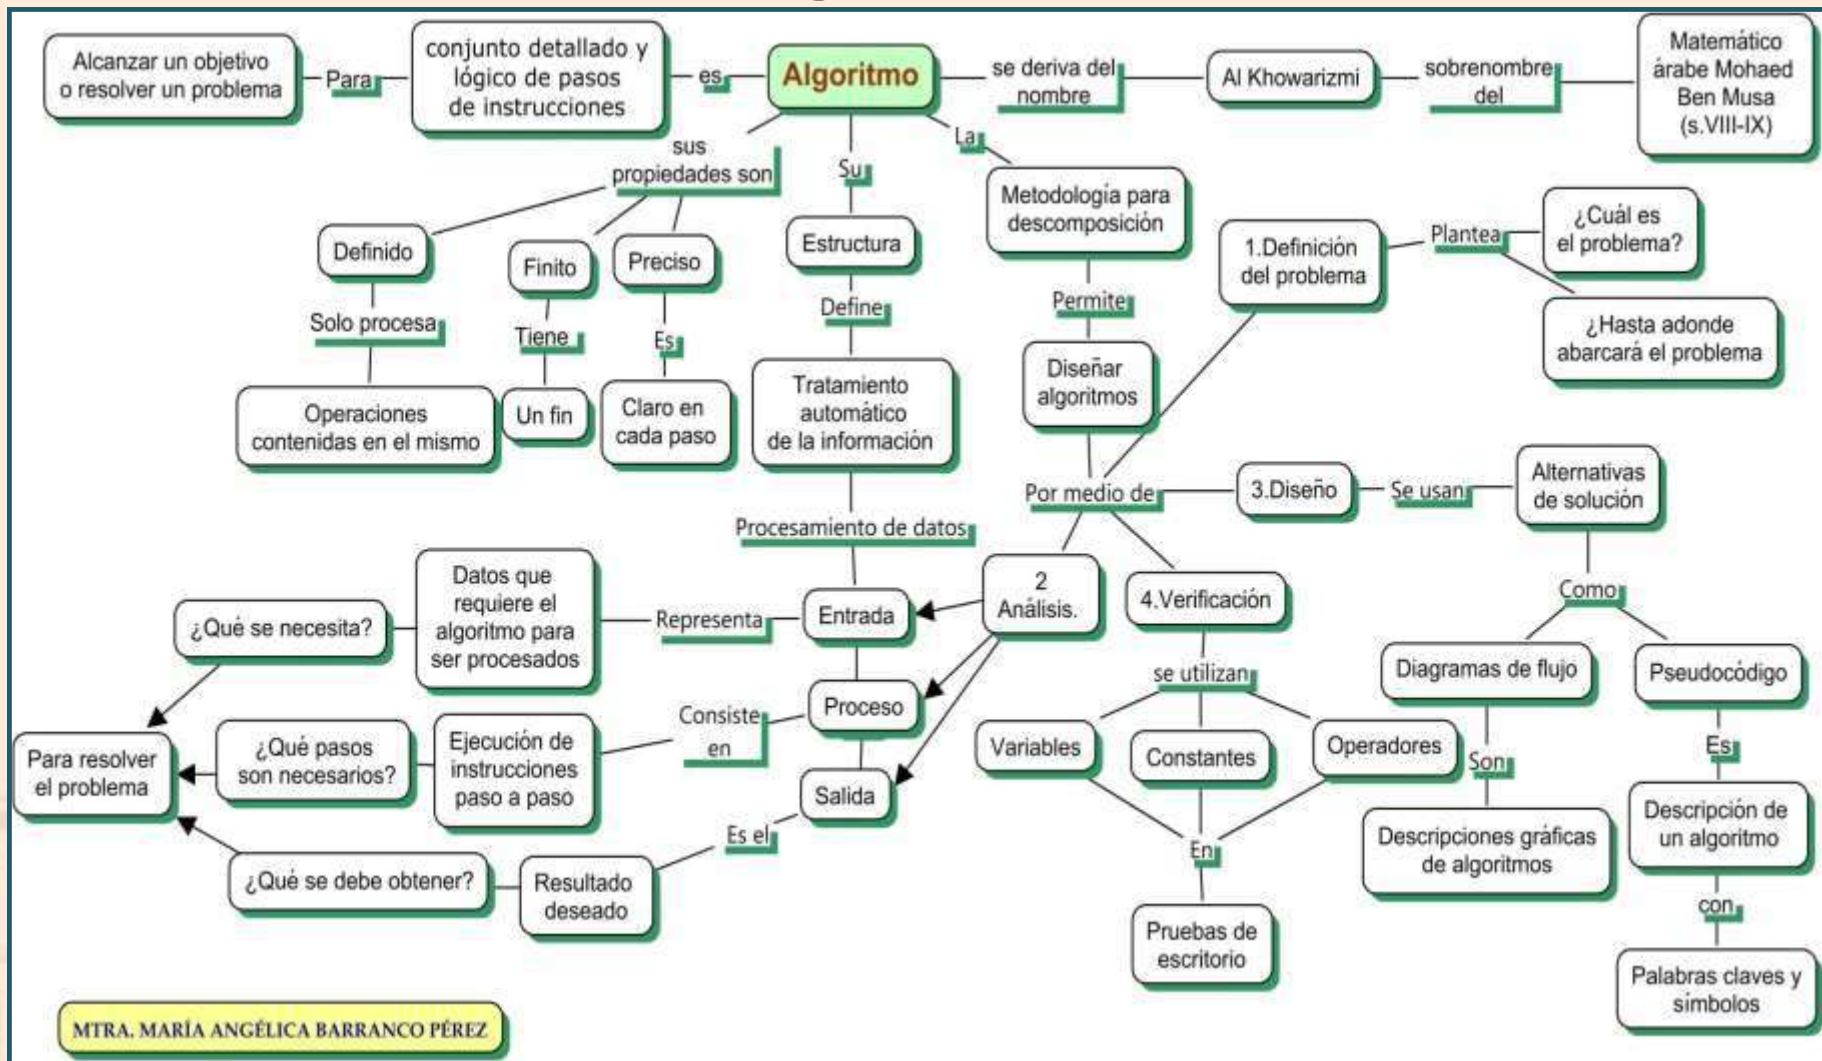 Alcanzar un objetivo
o resolver un problema
Para
conjunto detallado y
lógico de pasos
de instrucciones
es
Algoritmo
se deriva del
nombre
Al Khowarizmi
sobrenombre
del
Matemático
árabe Mohaed
Ben Musa
(s.VIII-IX)
sus
propiedades son
Su
La
Definido
Finito
Preciso
Estructura
Metodología para
descomposición
1.Definición
del problema
Plantea
¿Cuál es
el problema?
¿Hasta adonde
abarcará el problema
Solo procesa
Tiene
Es
Define
Permite
Operaciones
contenidas en el mismo
Un fin
Claro en
cada paso
Tratamiento
automático
de la información
Diseñar
algoritmos
Por medio de
3.Diseño
Se usan
Alternativas
de solución
Procesamiento de datos
Como
¿Qué se necesita?
Datos que
requiere el
algoritmo para
ser procesados
Representa
Entrada
2
Análisis.
4.Verificación
Diagramas de flujo
Pseudocódigo
se utilizan
Para resolver
el problema
¿Qué pasos
son necesarios?
Ejecución de
instrucciones
paso a paso
Consiste
en
Proceso
Variables
Constantes
Operadores
Son
Es
Salida
Es el
En
Descripciones gráficas
de algoritmos
Descripción de
un algoritmo
¿Qué se debe obtener?
Resultado
deseado
con
Pruebas de
escritorio
Palabras claves y
símbolos
MTRA. MARÍA ANGÉLICA BARRANCO PÉREZ